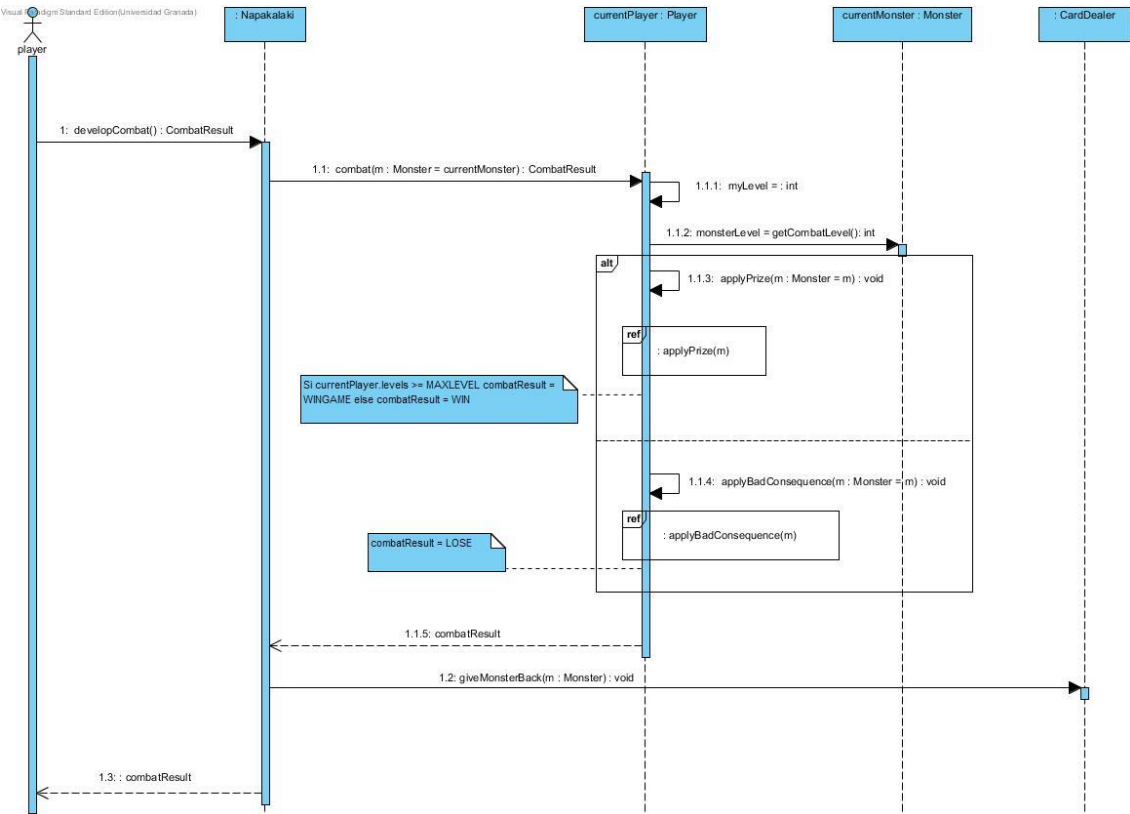 Visual Paradigm Standard Edition(Universidad Granada)
player
: Napakalaki
currentPlayer : Player
currentMonster : Monster
: CardDealer
1: developCombat() : CombatResult
1.1: combat(m : Monster = currentMonster) : CombatResult
1.1.1: myLevel = : int
1.1.2: monsterLevel = getCombatLevel(): int
alt
1.1.3: applyPrize(m : Monster = m) : void
ref
: applyPrize(m)
Si currentPlayer.levels >= MAXLEVEL combatResult =
WINGAME else combatResult = WIN
1.1.4: applyBadConsequence(m : Monster = m) : void
ref
: applyBadConsequence(m)
combatResult = LOSE
1.1.5: combatResult
1.2: giveMonsterBack(m : Monster) : void
1.3: : combatResult